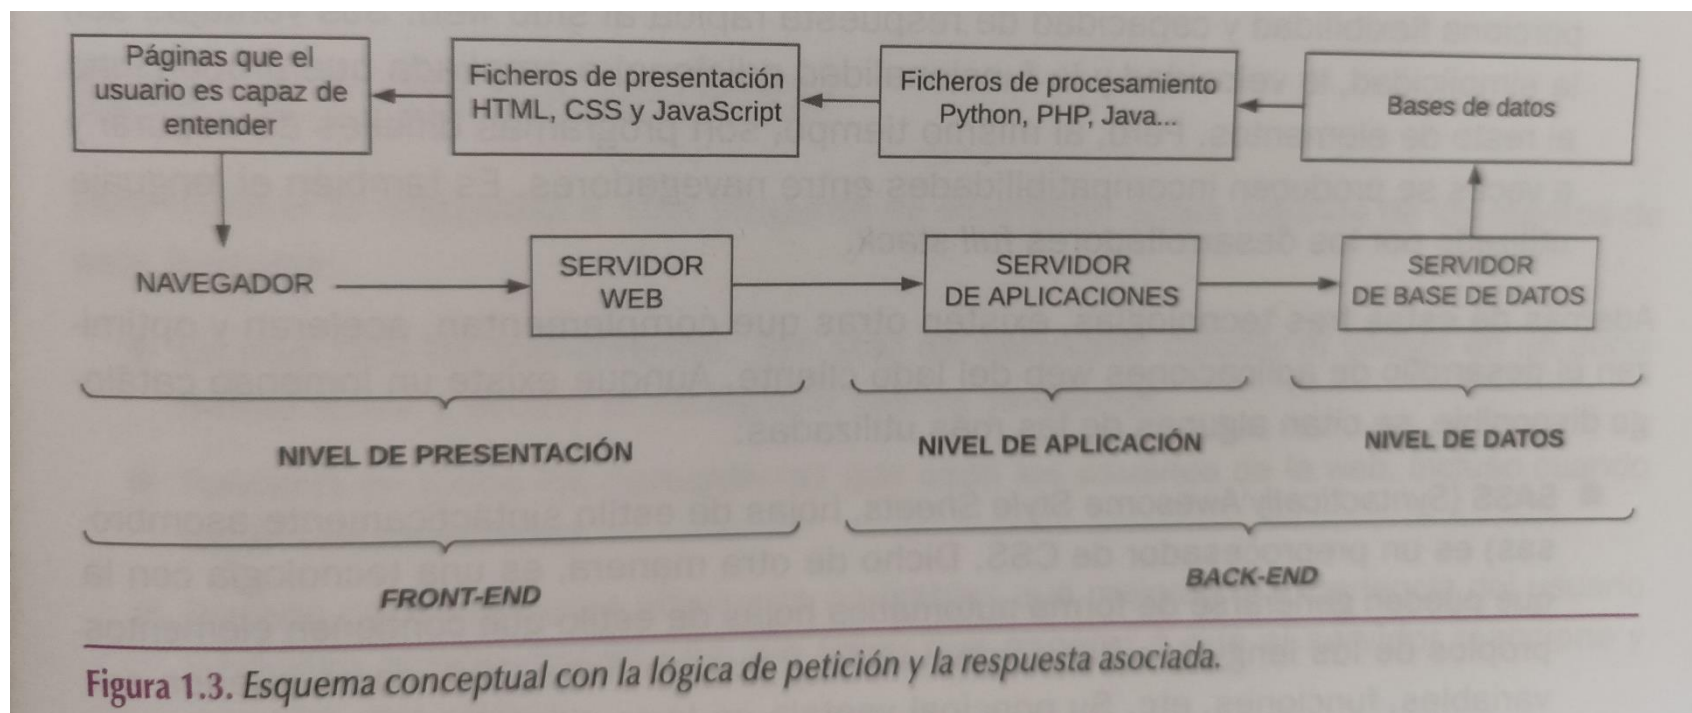 Páginas que el
usuario es capaz de
entender
Ficheros de presentación
HTML, CSS y JavaScript
Ficheros de procesamiento
Python, PHP, Java...
Bases de datos
NAVEGADOR
SERVIDOR
WEB
SERVIDOR
DE APLICACIONES
SERVIDOR
DE BASE DE DATOS
NIVEL DE PRESENTACIÓN
NIVEL DE APLICACIÓN
NIVEL DE DATOS
FRONT-END
BACK-END
Figura 1.3. Esquema conceptual con la lógica de petición y la respuesta asociada.